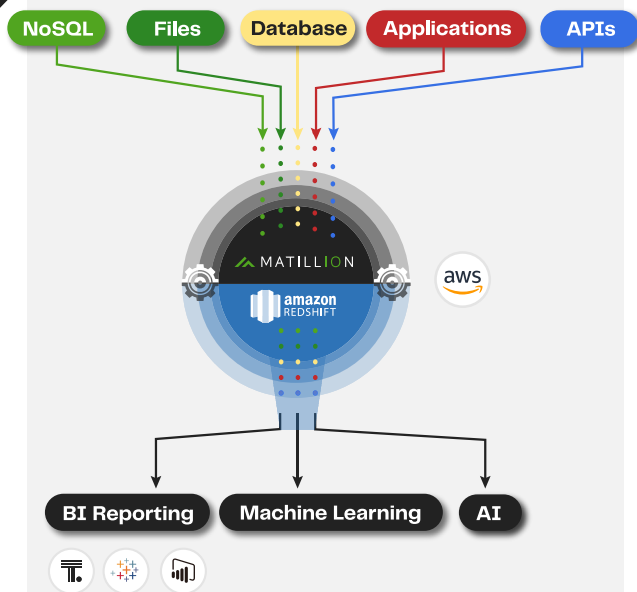 NoSQL
Files
Database
Applications
APIs
MATILLION
amazon
REDSHIFT
aws
BI Reporting
Machine Learning
AI
T.